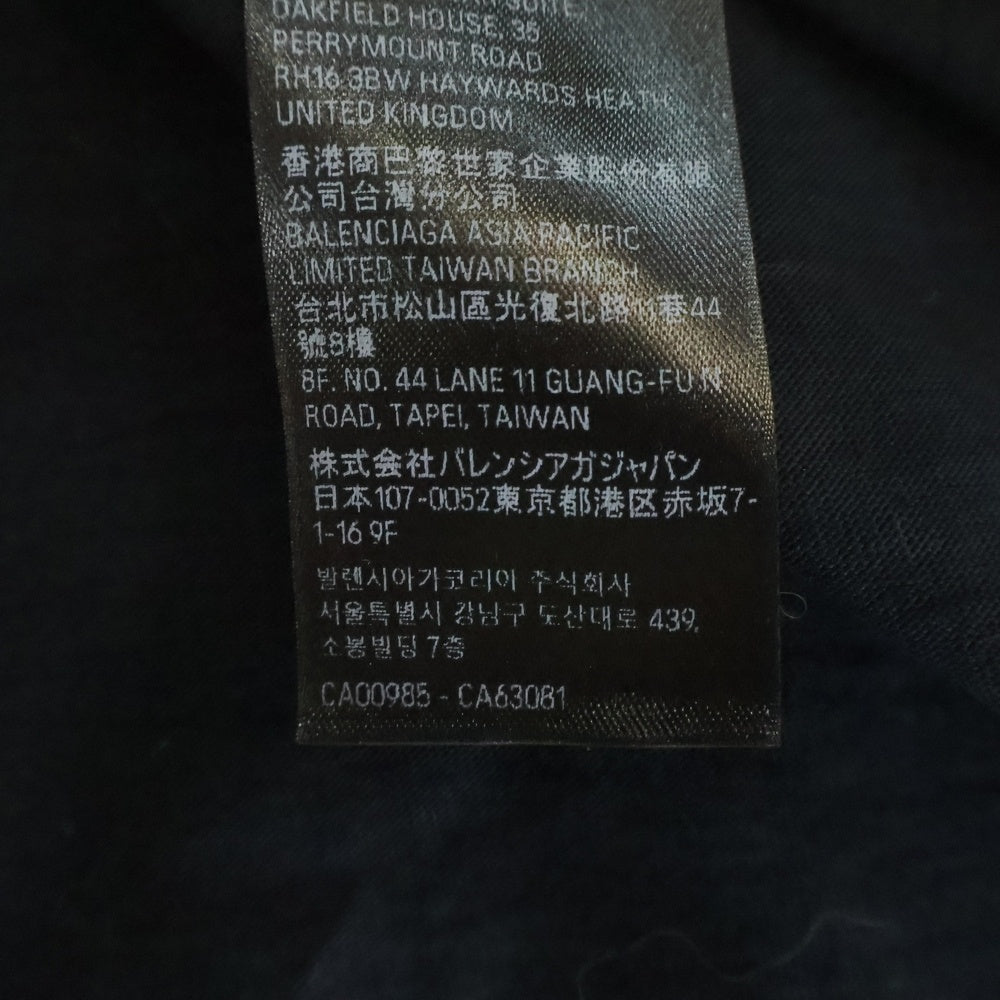 SUITE,
OAKFIELD HOUSE, 35
PERRYMOUNT ROAD
RH16 3BW HAYWARDS HEATH
UNITED KINGDOM
香港商巴黎世家企業股份有限
公司台灣分公司
BALENCIAGA ASIA PACIFIC
LIMITED TAIWAN BRANCH
台北市松山區光復北路11巷44
號8樓
8F. NO. 44 LANE 11 GUANG-FU N.
ROAD, TAPEI, TAIWAN
株式会社バレンシアガジャパン
日本107-0052東京都港区赤坂7-
1-16 9F
발렌시아가코리아 주식회사
서울특별시 강남구 도산대로 439,
소봉빌딩 7층
CA00985 - CA63081